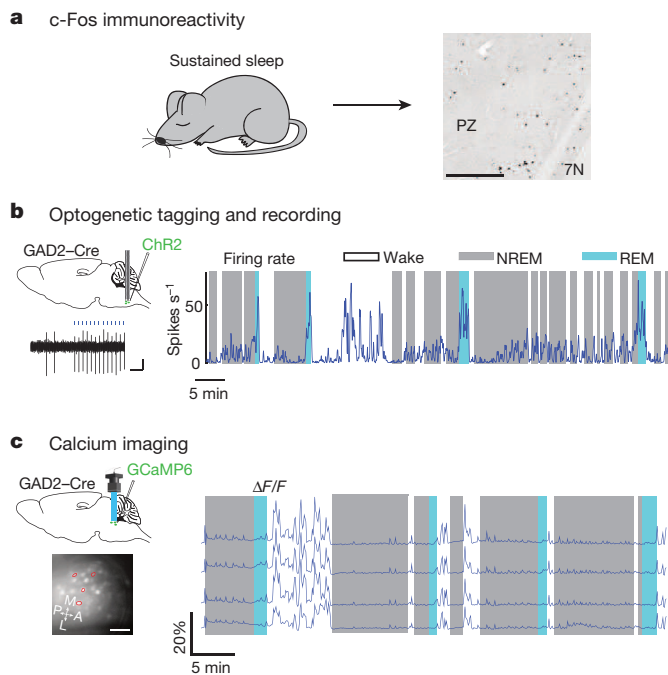 a c-Fos immunoreactivity
Sustained sleep
PZ
7N
b Optogenetic tagging and recording
GAD2–Cre
ChR2
Firing rate
Wake
NREM
REM
50
0
Spikes s⁻¹
5 min
c Calcium imaging
GAD2–Cre
GCaMP6
ΔF/F
M
P A
L
20%
5 min